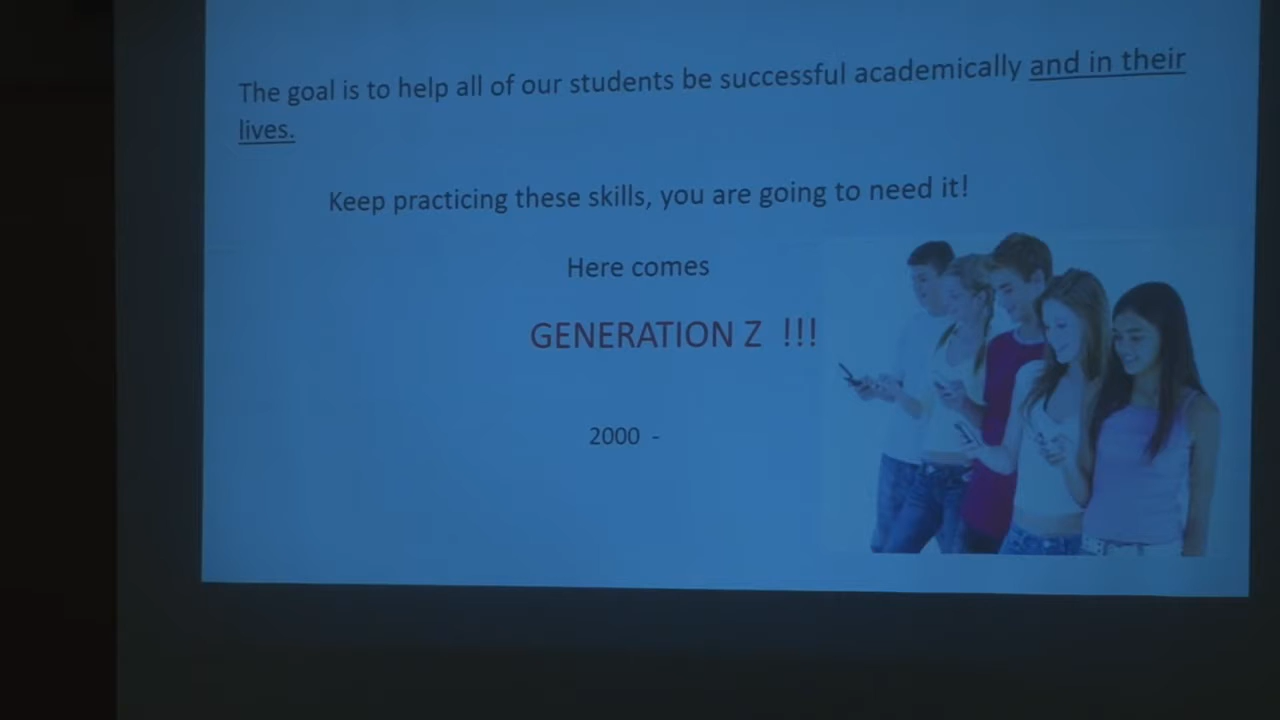 The goal is to help all of our students be successful academically and in their
lives.
Keep practicing these skills, you are going to need it!
Here comes
GENERATION Z !!!
2000 -